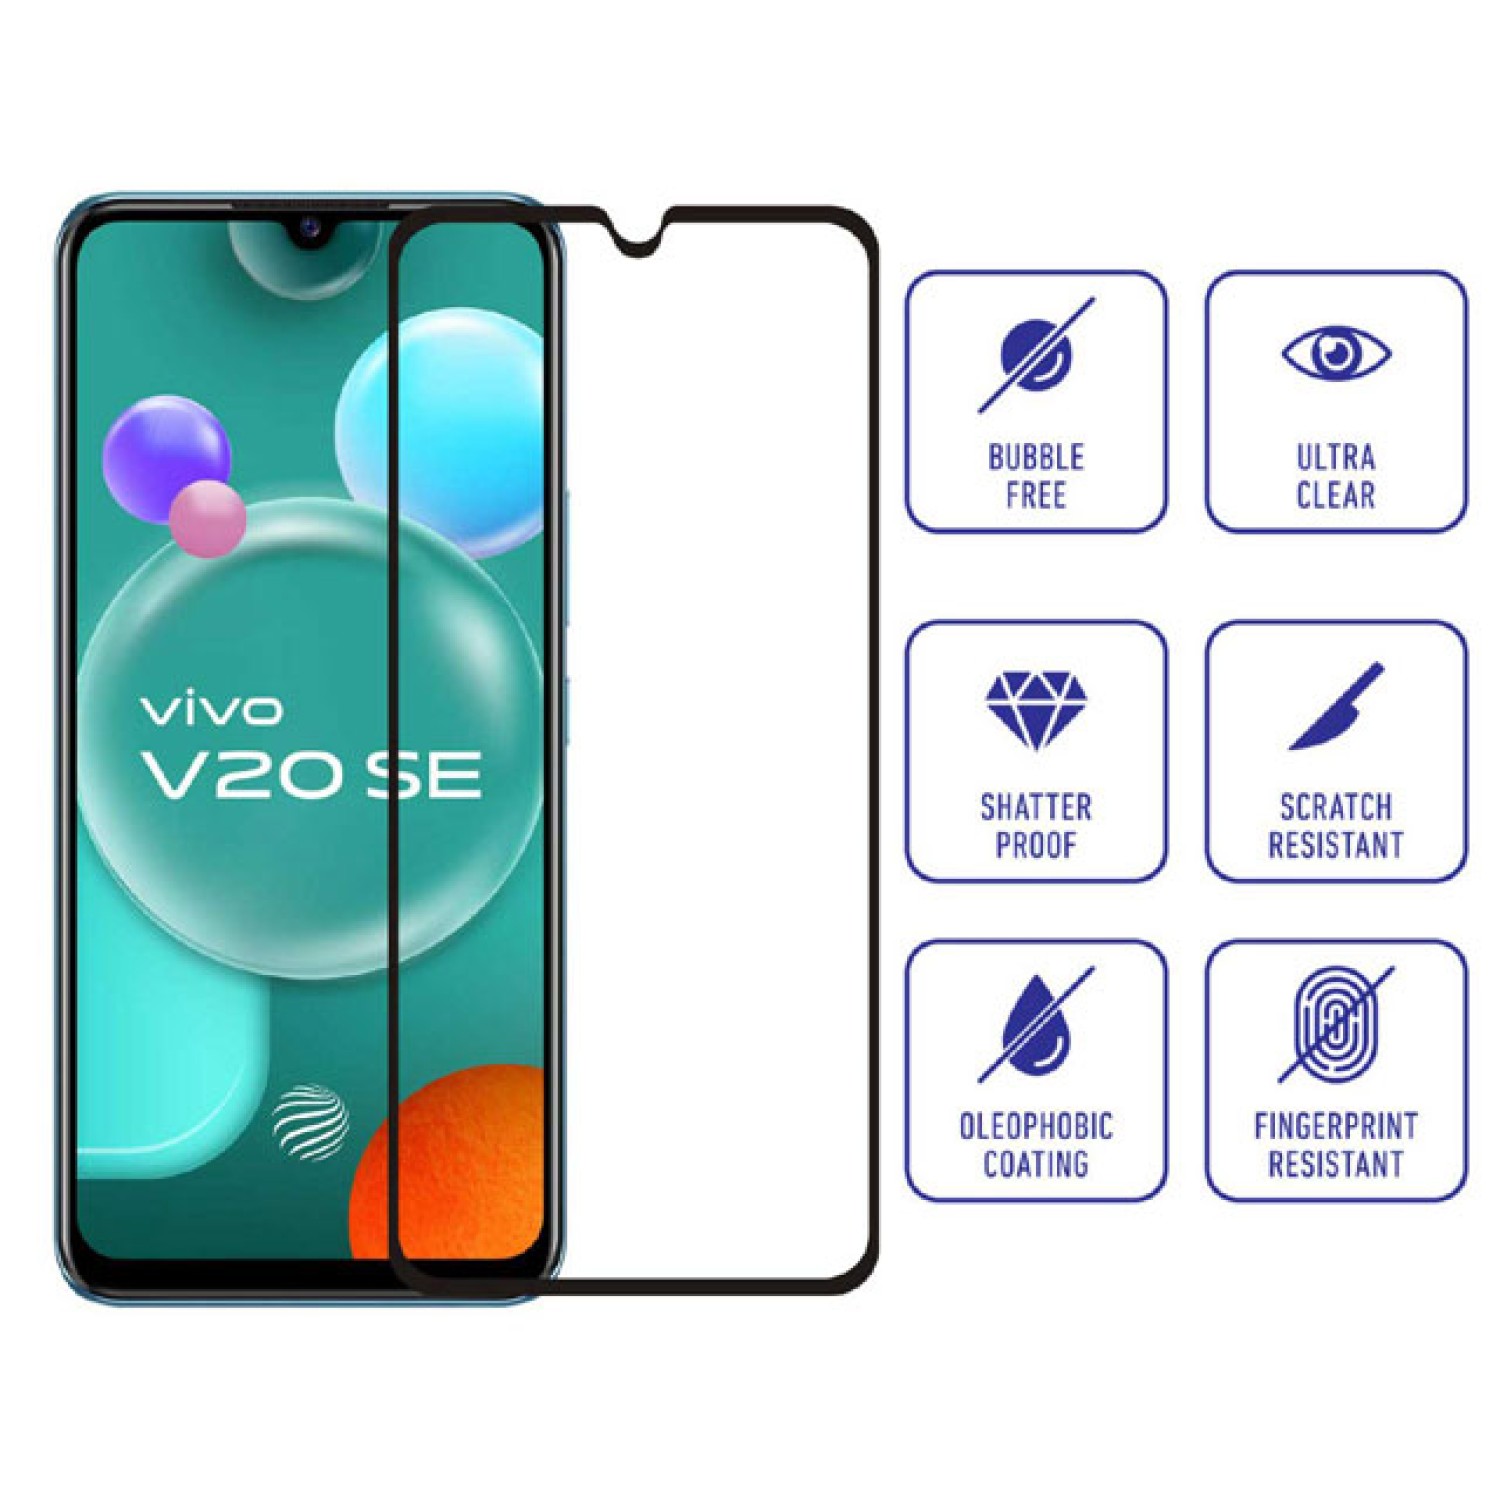 vivo
V20 SE
BUBBLE
FREE
ULTRA
CLEAR
SHATTER
PROOF
SCRATCH
RESISTANT
OLEOPHOBIC
COATING
FINGERPRINT
RESISTANT